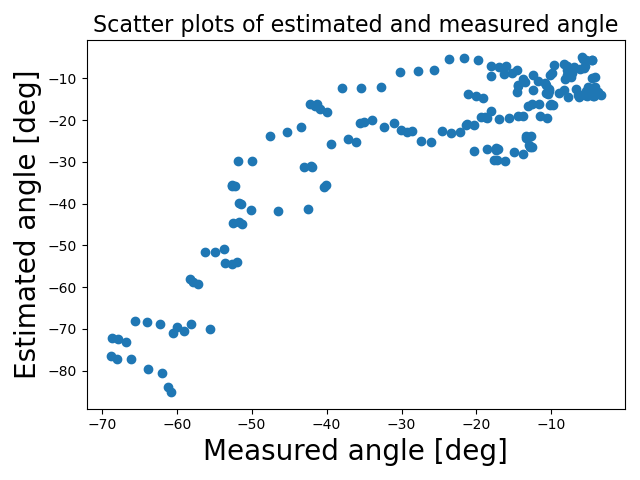 Scatter plots of estimated and measured angle
Estimated angle [deg]
−10
−20
−30
−40
−50
−60
−70
−80
−70 −60 −50 −40 −30 −20 −10
Measured angle [deg]